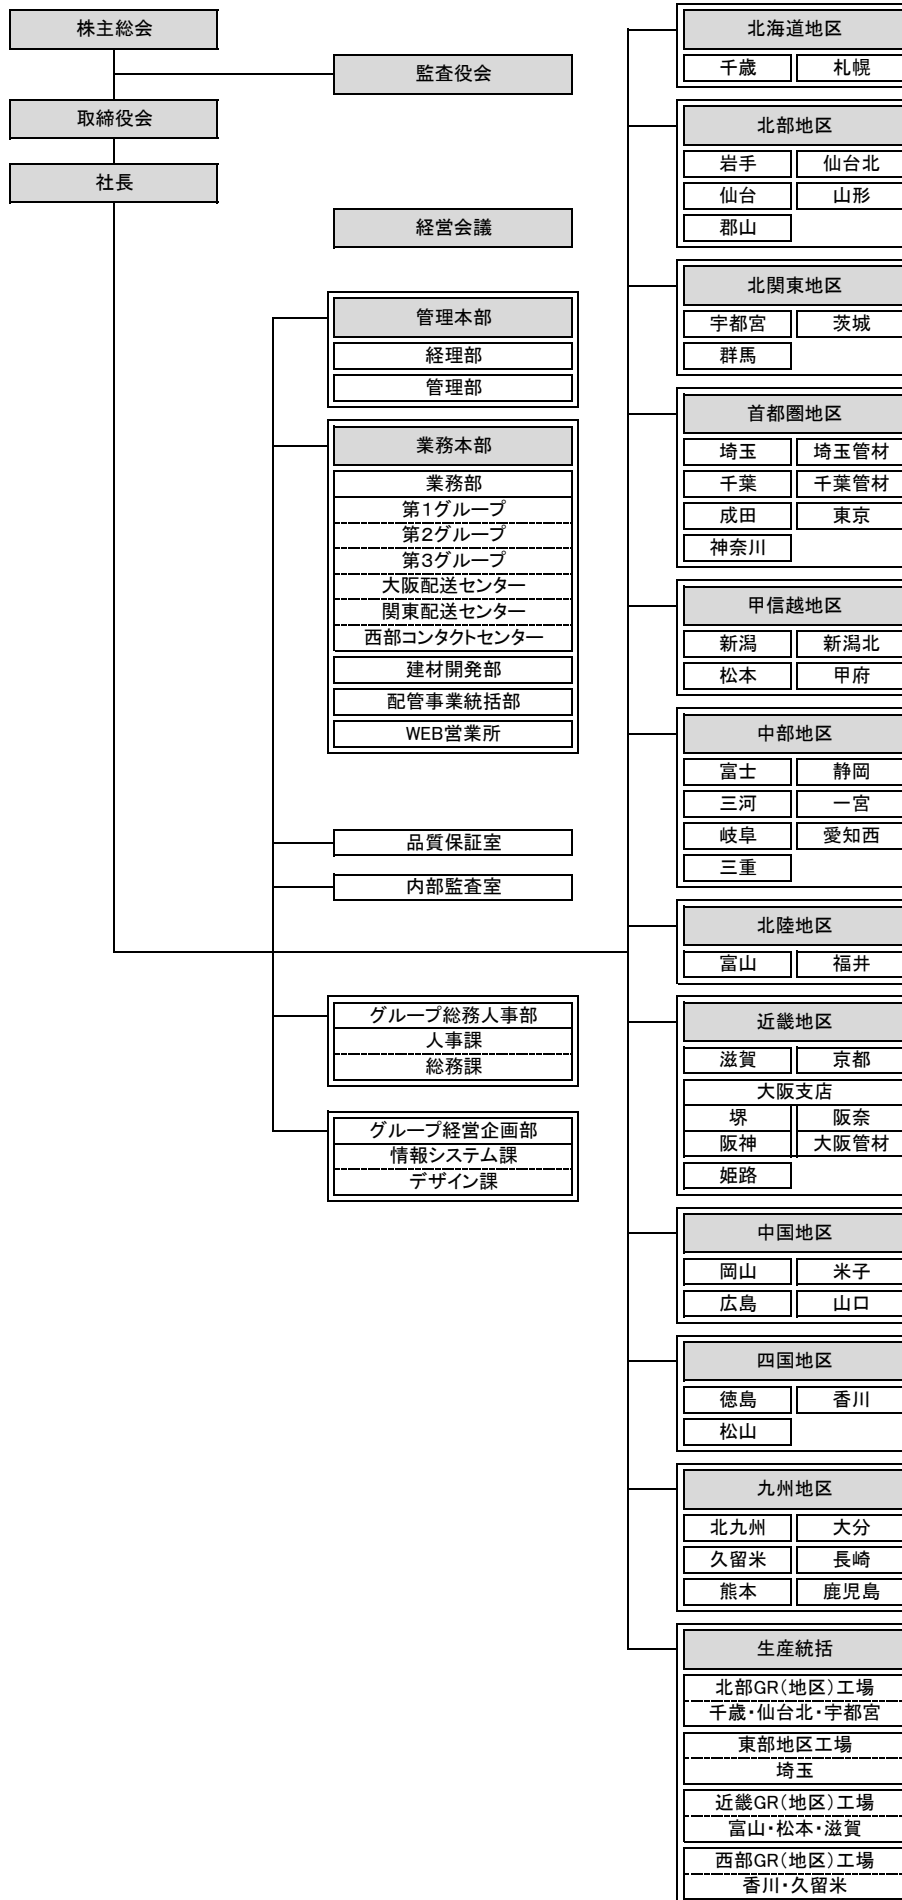 株主総会
監査役会
取締役会
社長
経営会議
管理本部
経理部
管理部
業務本部
業務部
第1グループ
第2グループ
第3グループ
大阪配送センター
関東配送センター
西部コンタクトセンター
建材開発部
配管事業統括部
WEB営業所
品質保証室
内部監査室
グループ総務人事部
人事課
総務課
グループ経営企画部
情報システム課
デザイン課
北海道地区
千歳 札幌
北部地区
岩手 仙台北
仙台 山形
郡山
北関東地区
宇都宮 茨城
群馬
首都圏地区
埼玉 埼玉管材
千葉 千葉管材
成田 東京
神奈川
甲信越地区
新潟 新潟北
松本 甲府
中部地区
富士 静岡
三河 一宮
岐阜 愛知西
三重
北陸地区
富山 福井
近畿地区
滋賀 京都
大阪支店
堺 阪奈
阪神 大阪管材
姫路
中国地区
岡山 米子
広島 山口
四国地区
徳島 香川
松山
九州地区
北九州 大分
久留米 長崎
熊本 鹿児島
生産統括
北部GR(地区)工場
千歳・仙台北・宇都宮
東部地区工場
埼玉
近畿GR(地区)工場
富山・松本・滋賀
西部GR(地区)工場
香川・久留米